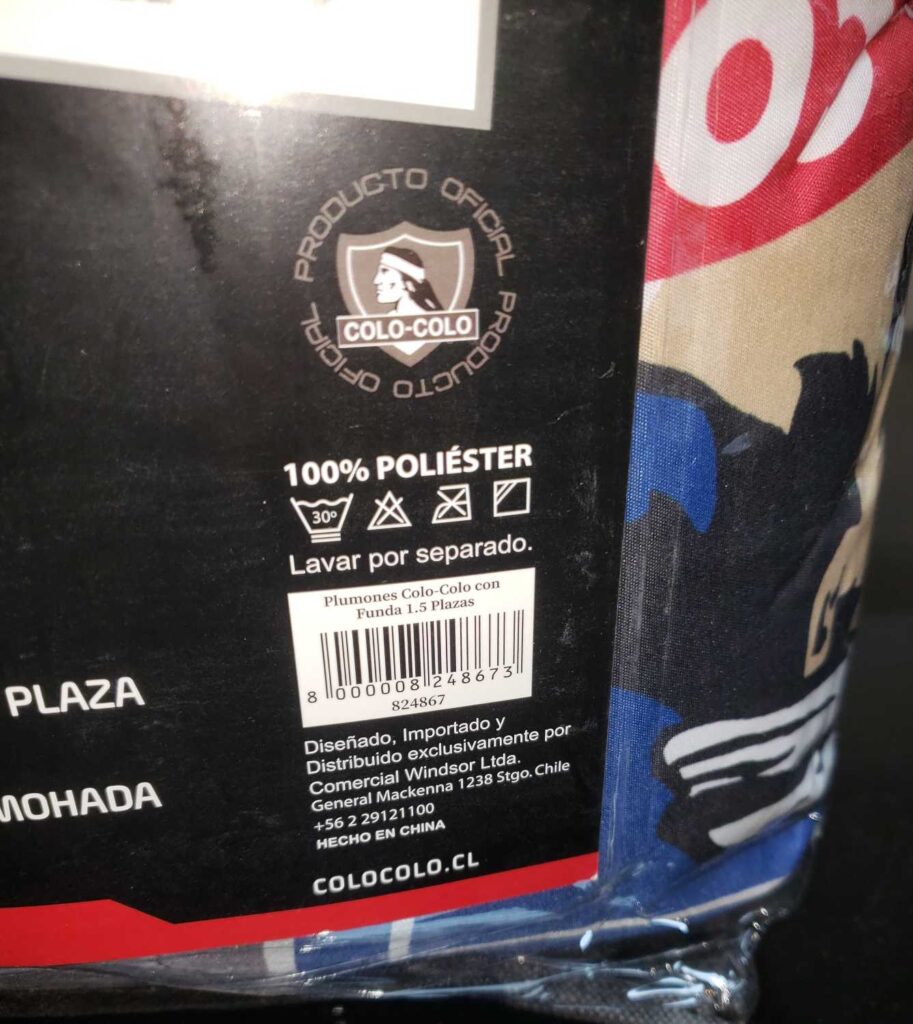 PRODUCTO OFICIAL
PRODUCTO OFICIAL
COLO-COLO
100% POLIÉSTER
30º
Lavar por separado.
Plumones Colo-Colo con
Funda 1.5 Plazas
8 000008 248673
824867
PLAZA
MOHADA
Diseñado, Importado y
Distribuido exclusivamente por
Comercial Windsor Ltda.
General Mackenna 1238 Stgo. Chile
+56 2 29121100
HECHO EN CHINA
COLOCOLO.CL